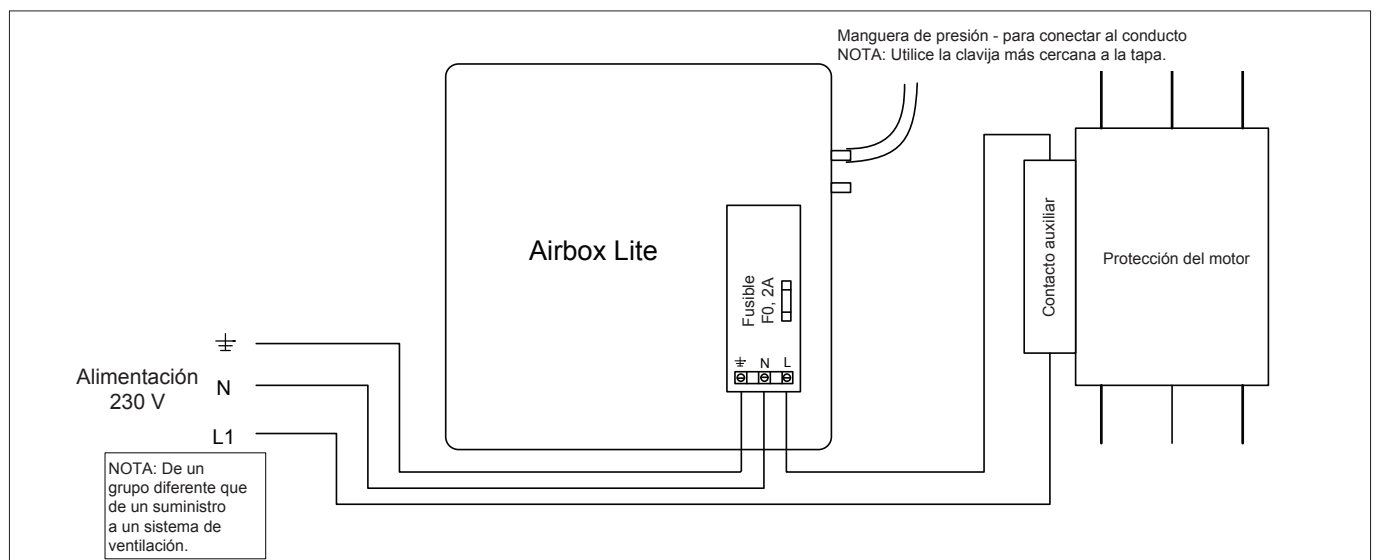 Manguera de presión - para conectar al conducto
NOTA: Utilice la clavija más cercana a la tapa.
Airbox Lite
Fusible
F0, 2A
N L
Contacto auxiliar
Protección del motor
Alimentación
230 V
N
L1
NOTA: De un
grupo diferente que
de un suministro
a un sistema de
ventilación.